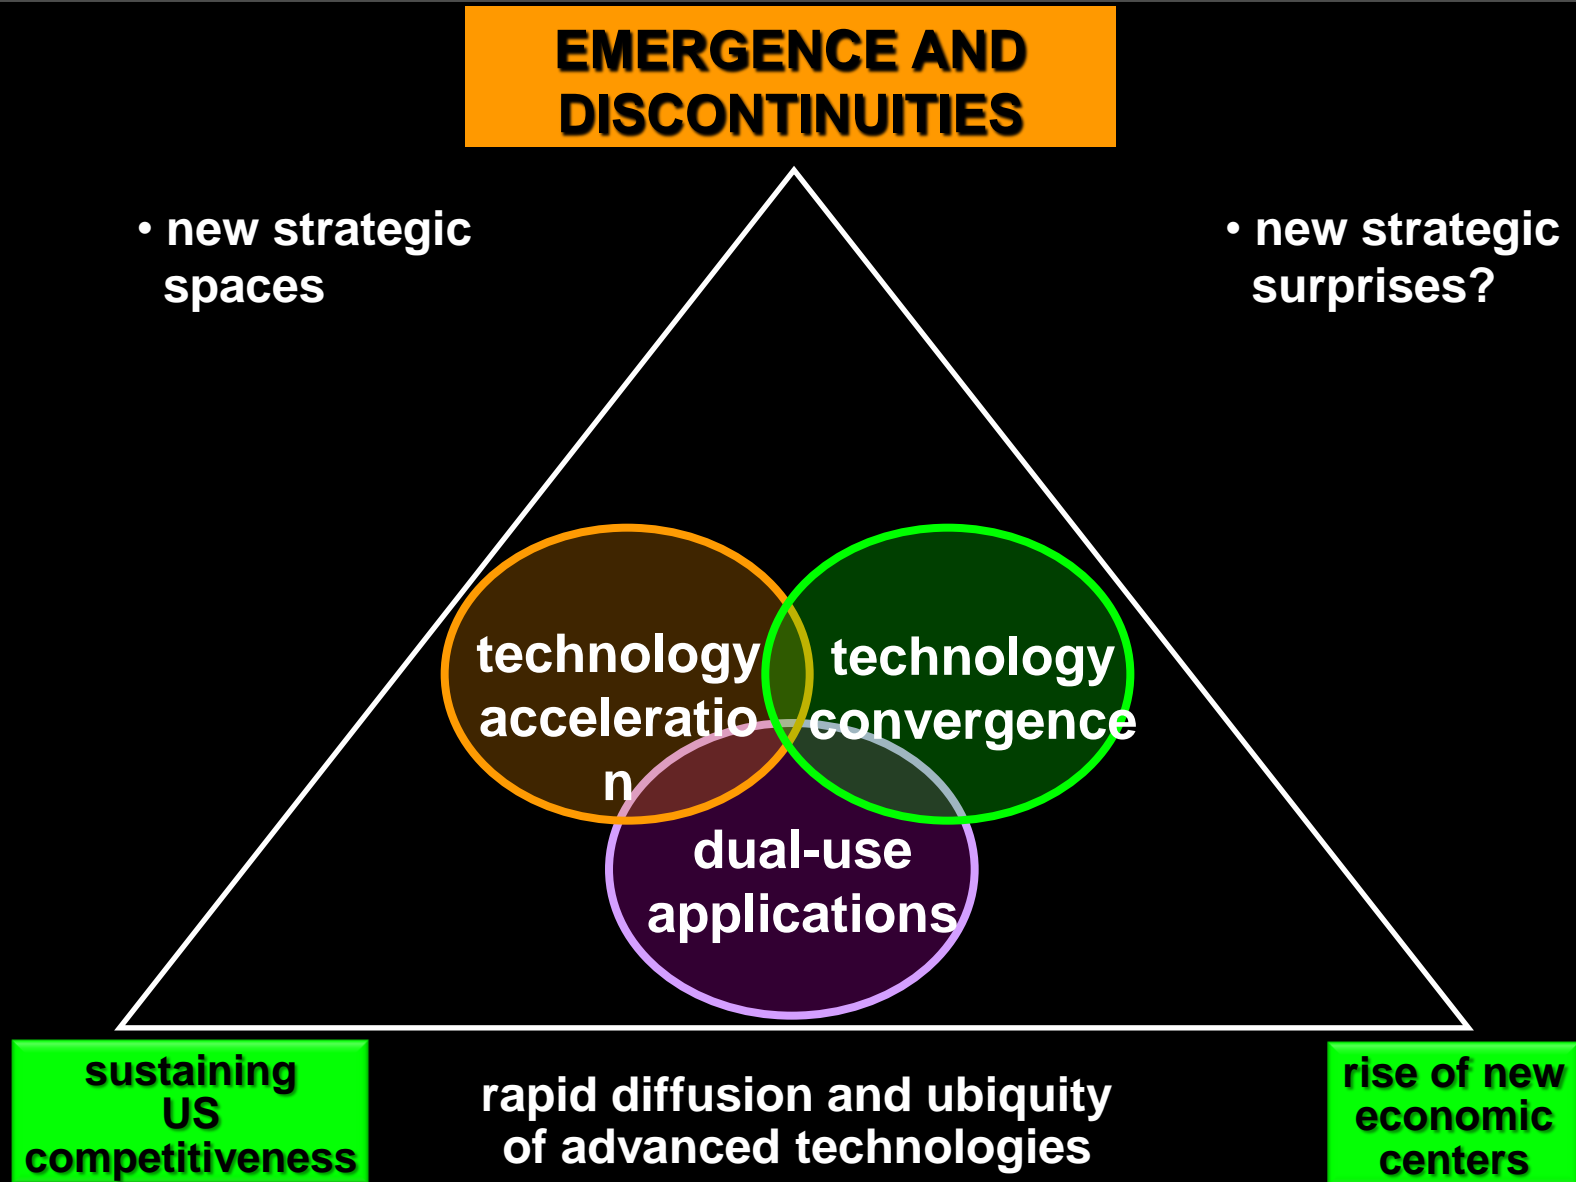 EMERGENCE AND
DISCONTINUITIES
• new strategic
spaces
• new strategic
surprises?
technology
acceleratio
n
technology
convergence
dual-use
applications
sustaining
US
competitiveness
rapid diffusion and ubiquity
of advanced technologies
rise of new
economic
centers